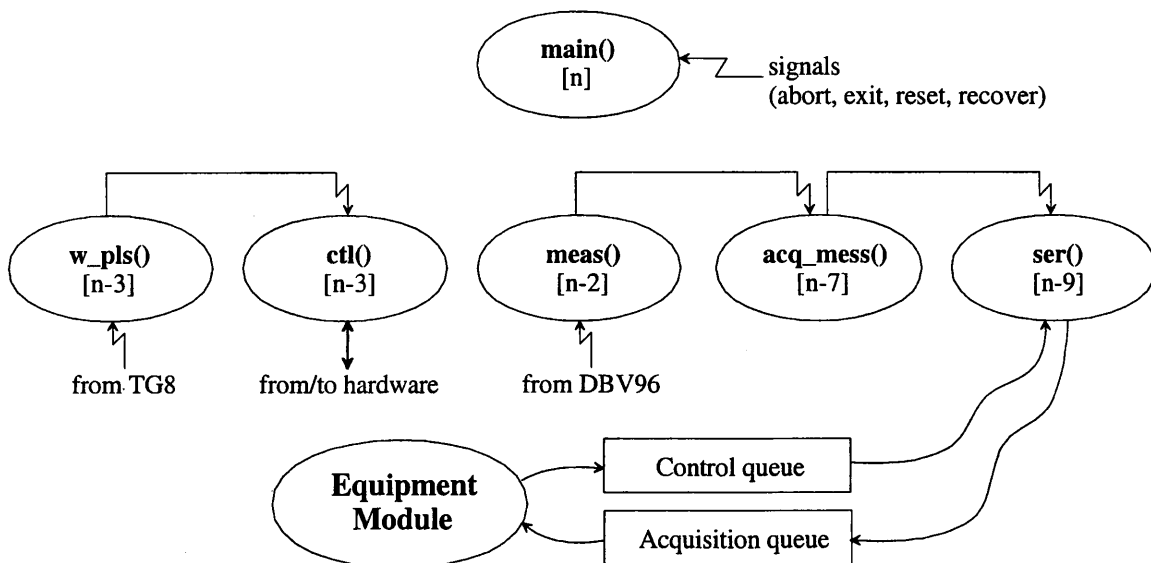 main()
[n]
signals
(abort, exit, reset, recover)
w_pls()
[n-3]
ctl()
[n-3]
meas()
[n-2]
acq_mess()
[n-7]
ser()
[n-9]
from TG8
from/to hardware
from DBV96
Equipment
Module
Control queue
Acquisition queue